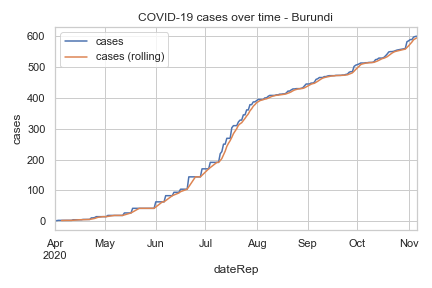 COVID-19 cases over time - Burundi
cases
cases (rolling)
600
500
400
300
200
100
0
cases
Apr May Jun Jul Aug Sep Oct Nov
2020
dateRep